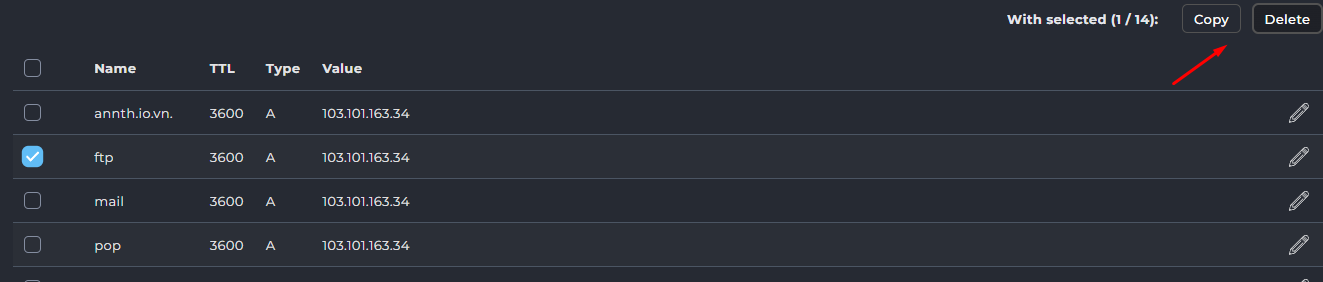 With selected (1 / 14): Copy Delete
Name TTL Type Value
annth.io.vn. 3600 A 103.101.163.34
ftp 3600 A 103.101.163.34
mail 3600 A 103.101.163.34
pop 3600 A 103.101.163.34